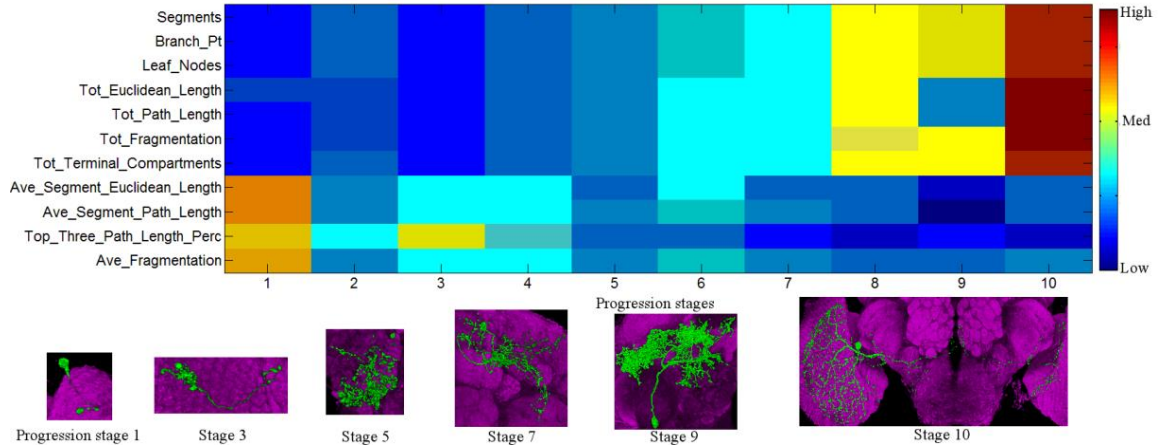 Segments
Branch_Pt
Leaf_Nodes
Tot_Euclidean_Length
Tot_Path_Length
Tot_Fragmentation
Tot_Terminal_Compartments
Ave_Segment_Euclidean_Length
Ave_Segment_Path_Length
Top_Three_Path_Length_Perc
Ave_Fragmentation
High
Med
Low
1 2 3 4 5 6 7 8 9 10
Progression stages
Progression stage 1
Stage 3
Stage 5
Stage 7
Stage 9
Stage 10